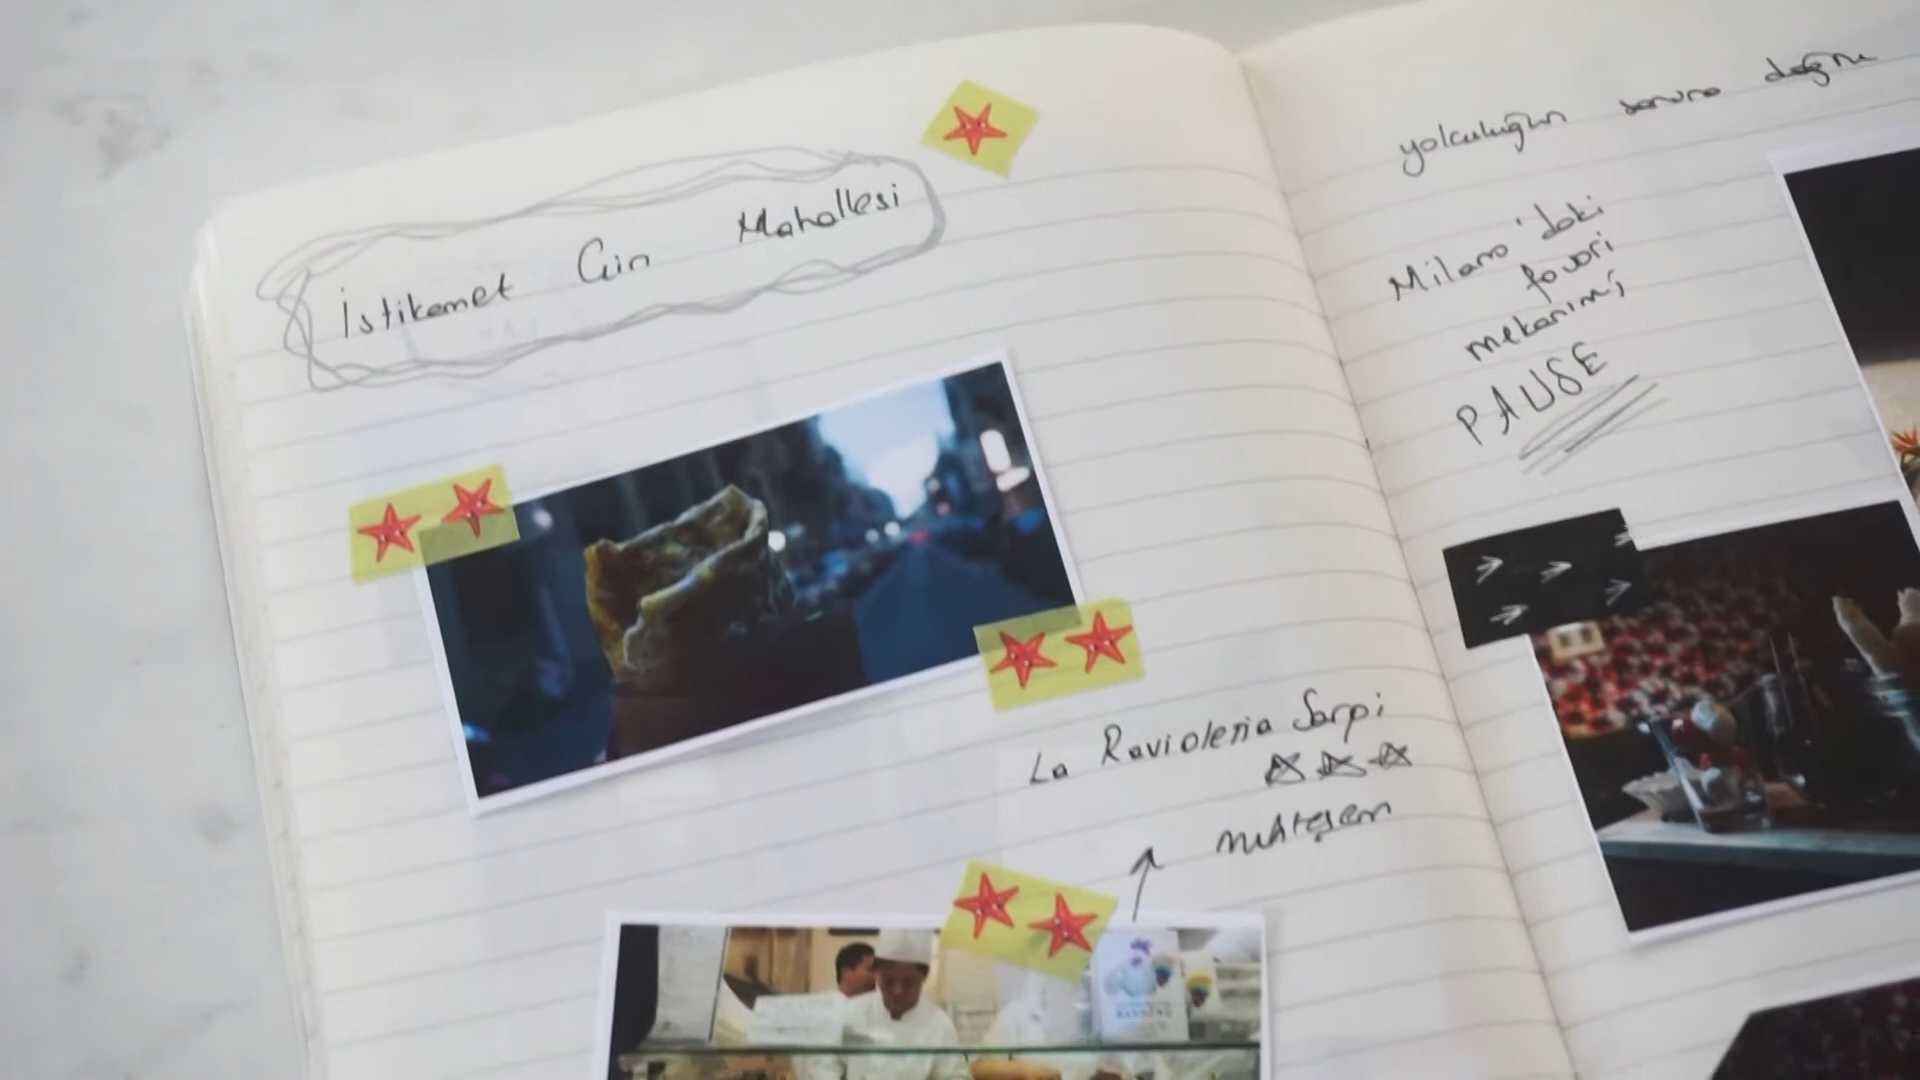 İstikamet Çin Mahallesi
La Ravioleria Sarpi
muhteşem
yolculuğun sonuna doğru
Milano'daki
favori
mekanım;
PAUSE